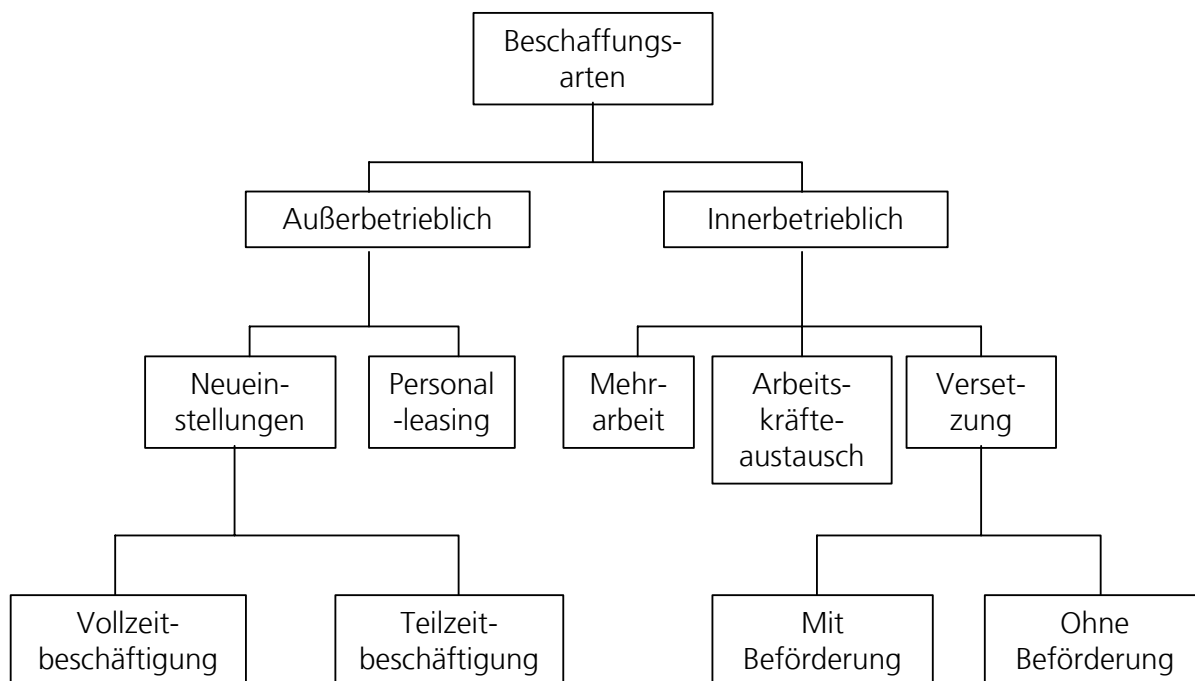 Beschaffungs-
arten
Außerbetrieblich
Innerbetrieblich
Neuein-
stellungen
Personal
-leasing
Mehr-
arbeit
Arbeits-
kräfte-
austausch
Verset-
zung
Vollzeit-
beschäftigung
Teilzeit-
beschäftigung
Mit
Beförderung
Ohne
Beförderung